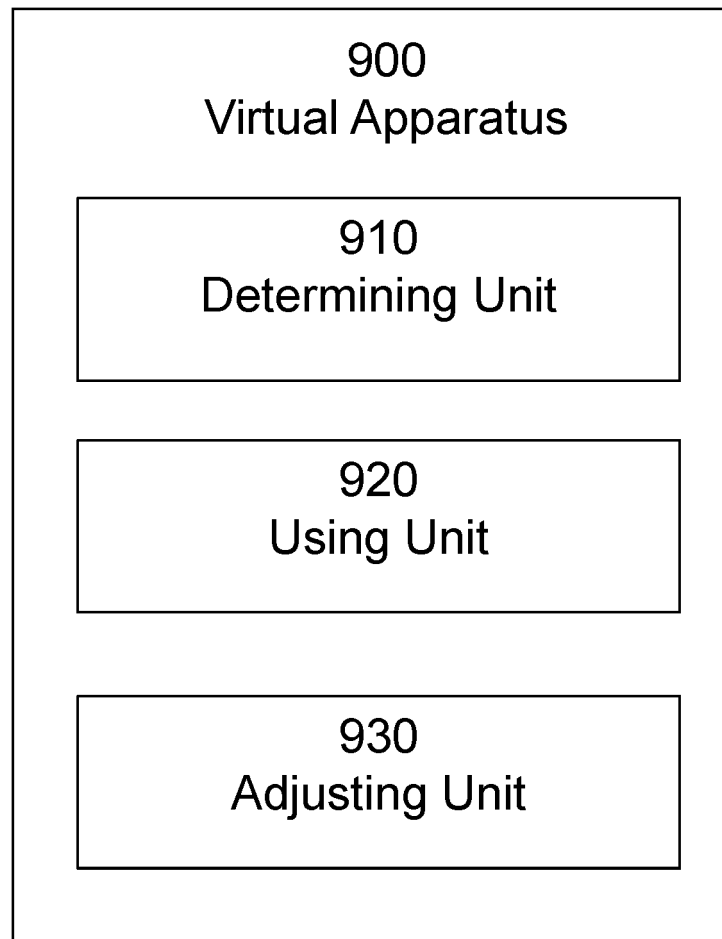 900
Virtual Apparatus
910
Determining Unit
920
Using Unit
930
Adjusting Unit